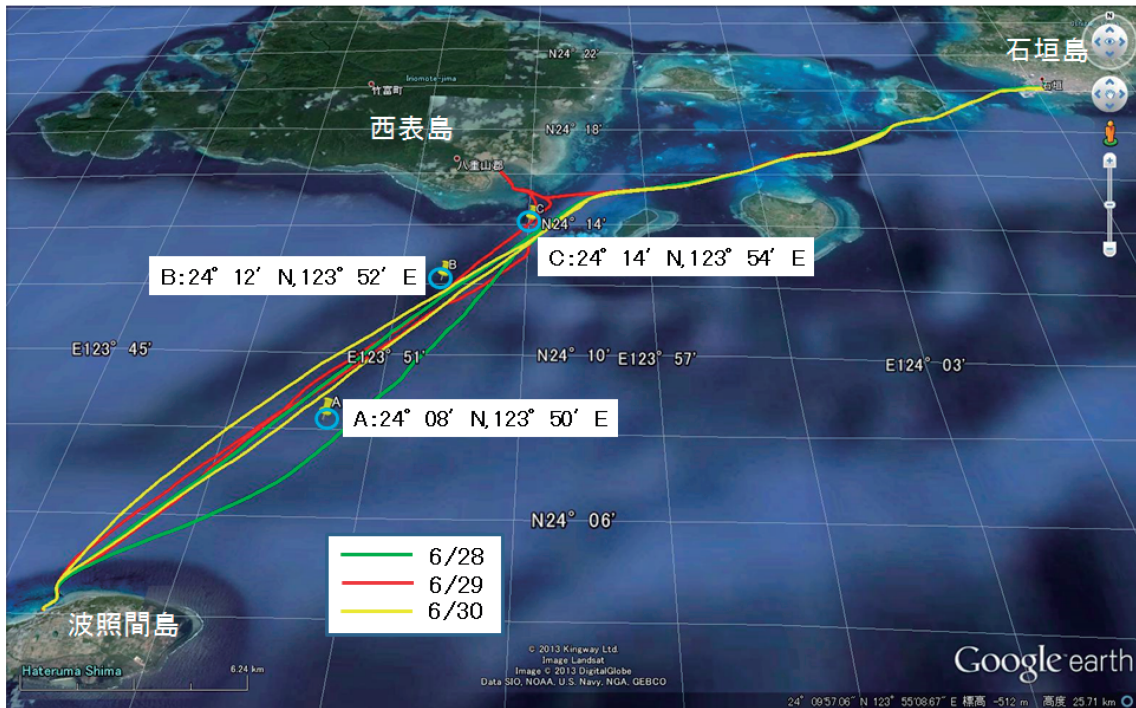 N
石垣島
石垣
N24° 22'
Iriomote-jima
竹富町
西表島
N24° 18'
八重山郡
C
N24° 14'
C:24° 14′ N,123° 54′ E
B
B:24° 12′ N,123° 52′ E
E123° 45'
E123° 51'
N24° 10'
E123° 57'
E124° 03'
A
A:24° 08′ N,123° 50′ E
N24° 06'
6/28
6/29
6/30
波照間島
Hateruma Shima
6.24 km
© 2013 Kingway Ltd.
Image Landsat
Image © 2013 DigitalGlobe
Data SIO, NOAA, U.S. Navy, NGA, GEBCO
Google earth
24° 09'57.06" N 123° 55'08.67" E 標高 -512 m 高度 25.71 km